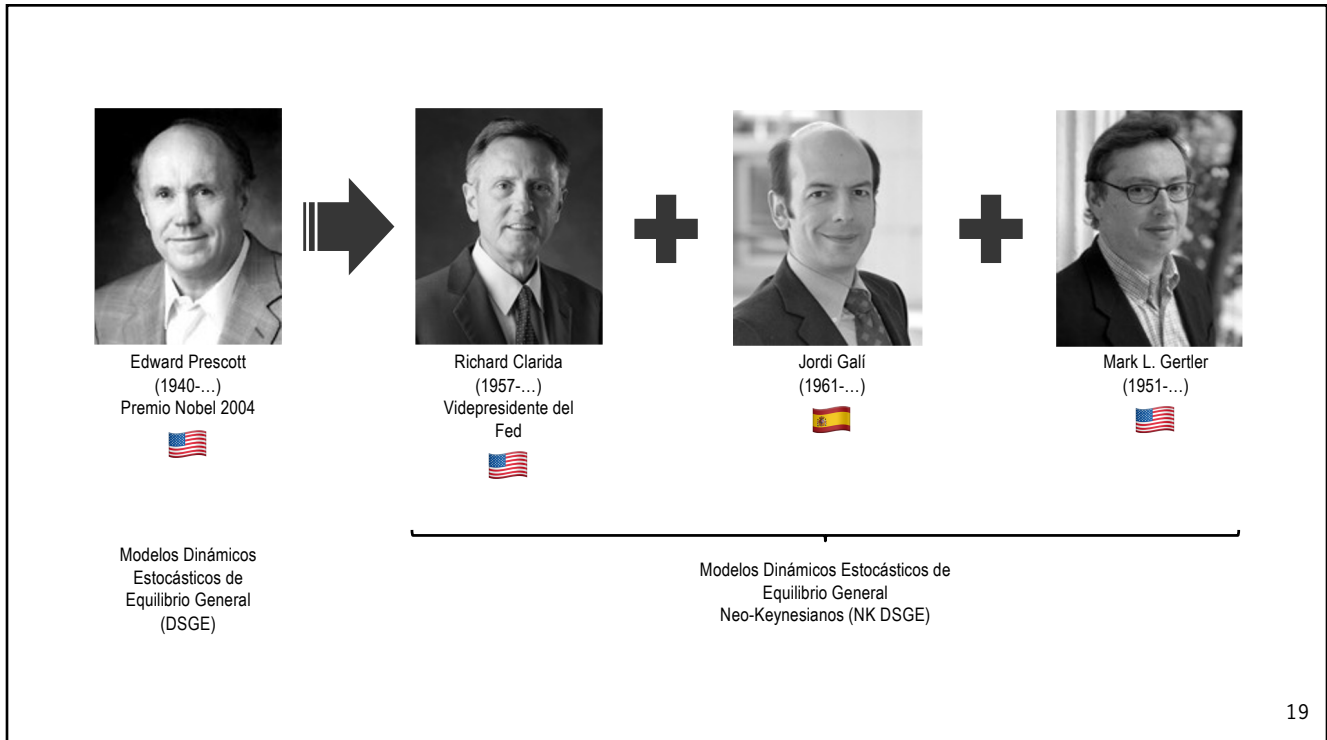 Edward Prescott
(1940-…)
Premio Nobel 2004
Richard Clarida
(1957-…)
Videpresidente del
Fed
Jordi Galí
(1961-…)
Mark L. Gertler
(1951-…)
Modelos Dinámicos
Estocásticos de
Equilibrio General
(DSGE)
Modelos Dinámicos Estocásticos de
Equilibrio General
Neo-Keynesianos (NK DSGE)
19